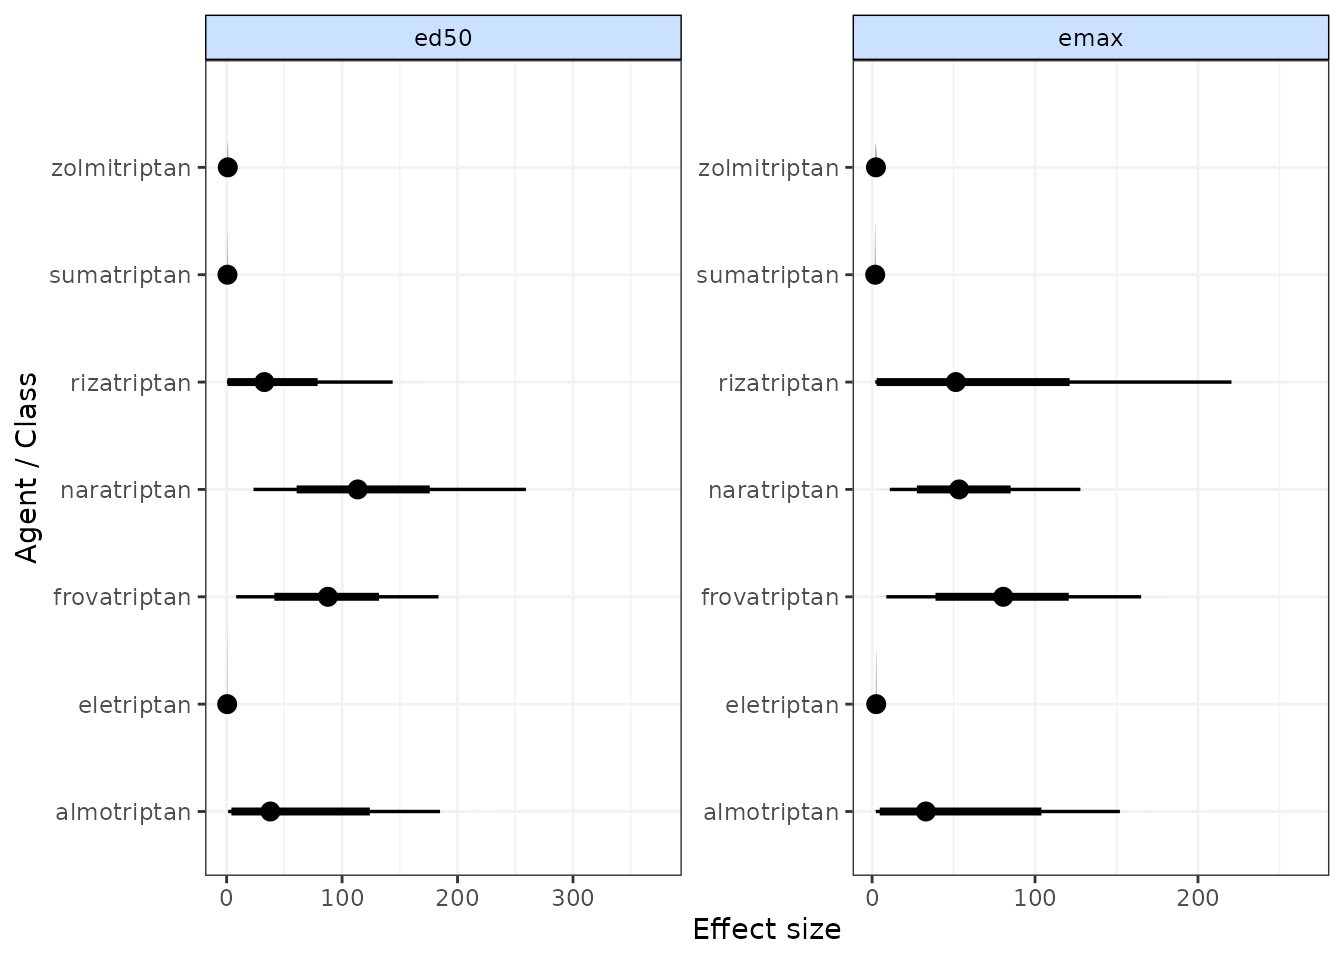 ed50
emax
zolmitriptan
sumatriptan
rizatriptan
naratriptan
frovatriptan
eletriptan
almotriptan
zolmitriptan
sumatriptan
rizatriptan
naratriptan
frovatriptan
eletriptan
almotriptan
0 100 200 300
0 100 200
Effect size
Agent / Class